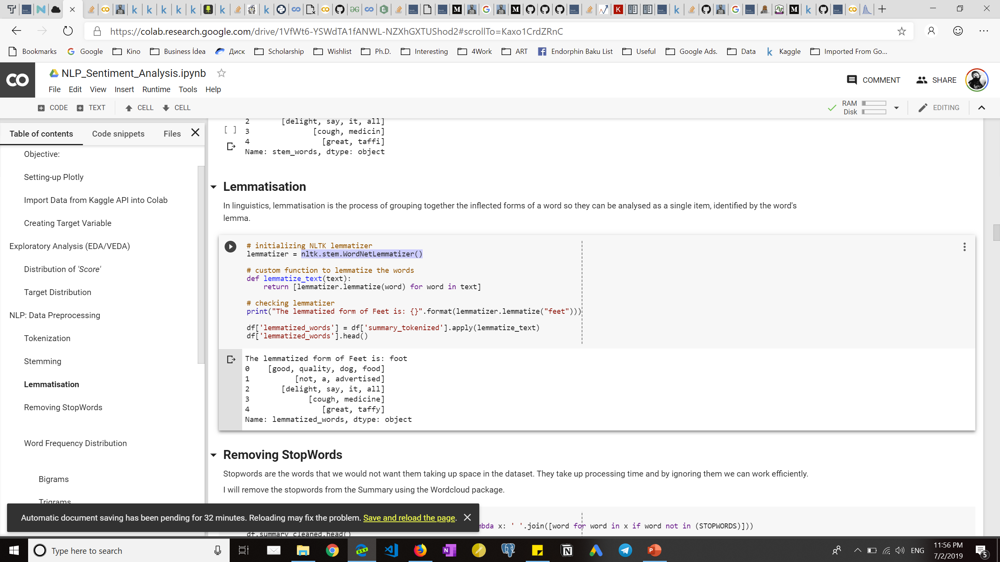 https://colab.research.google.com/drive/1VfWt6-YSWdTA1fANWL-NZXhGXTUShod2#scrollTo=Kaxo1CrdZRnC
Bookmarks Google Kino Business İdea Диск Scholarship Wishlist Ph.D. Interesting 4Work ART Endorphin Baku List Useful Google Ads. Data Kaggle Imported From Go...
NLP_Sentiment_Analysis.ipynb
COMMENT SHARE
File Edit View Insert Runtime Tools Help
CODE TEXT CELL CELL
RAM
Disk
EDITING
Table of contents Code snippets Files
Objective:
Setting-up Plotly
Import Data from Kaggle API into Colab
Creating Target Variable
Exploratory Analysis (EDA/VEDA)
Distribution of 'Score'
Target Distribution
NLP: Data Preprocessing
Tokenization
Stemming
Lemmatisation
Removing StopWords
Word Frequency Distribution
Bigrams
Trigrams
[ ]
2 [delight, say, it, all]
3 [cough, medicin]
4 [great, taffi]
Name: stem_words, dtype: object
Lemmatisation
In linguistics, lemmatisation is the process of grouping together the inflected forms of a word so they can be analysed as a single item, identified by the word's
lemma.
# initializing NLTK lemmatizer
lemmatizer = nltk.stem.WordNetLemmatizer()
# custom function to lemmatize the words
def lemmatize_text(text):
return [lemmatizer.lemmatize(word) for word in text]
# checking lemmatizer
print("The lemmatized form of Feet is: {}".format(lemmatizer.lemmatize("feet")))
df['lemmatized_words'] = df['summary_tokenized'].apply(lemmatize_text)
df['lemmatized_words'].head()
The lemmatized form of Feet is: foot
0 [good, quality, dog, food]
1 [not, a, advertised]
2 [delight, say, it, all]
3 [cough, medicine]
4 [great, taffy]
Name: lemmatized_words, dtype: object
Removing StopWords
Stopwords are the words that we would not want them taking up space in the dataset. They take up processing time and by ignoring them we can work efficiently.
I will remove the stopwords from the Summary using the Wordcloud package.
x: ' '.join([word for word in x if word not in (STOPWORDS)]))
df.summary_cleaned.head()
Automatic document saving has been pending for 32 minutes. Reloading may fix the problem. Save and reload the page.
Type here to search
ENG
11:56 PM
7/2/2019
5